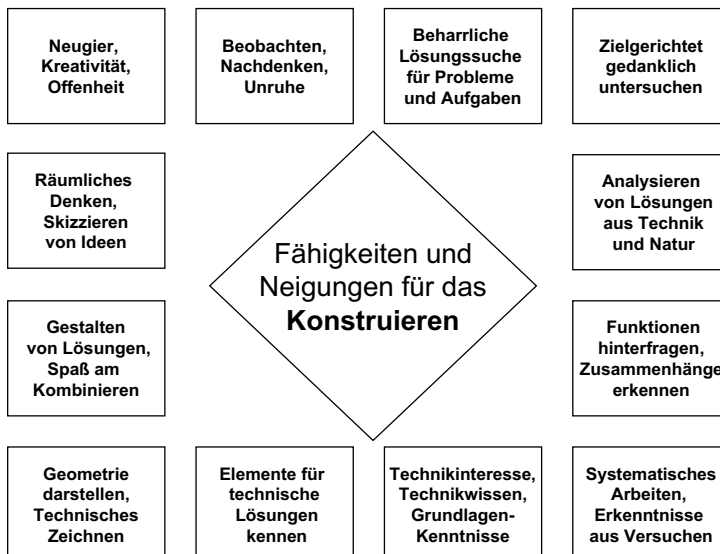 Neugier,
Kreativität,
Offenheit
Beobachten,
Nachdenken,
Unruhe
Beharrliche
Lösungssuche
für Probleme
und Aufgaben
Zielgerichtet
gedanklich
untersuchen
Räumliches
Denken,
Skizzieren
von Ideen
Analysieren
von Lösungen
aus Technik
und Natur
Fähigkeiten und
Neigungen für das
Konstruieren
Gestalten
von Lösungen,
Spaß am
Kombinieren
Funktionen
hinterfragen,
Zusammenhänge
erkennen
Geometrie
darstellen,
Technisches
Zeichnen
Elemente für
technische
Lösungen
kennen
Technikinteresse,
Technikwissen,
Grundlagen-
Kenntnisse
Systematisches
Arbeiten,
Erkenntnisse
aus Versuchen